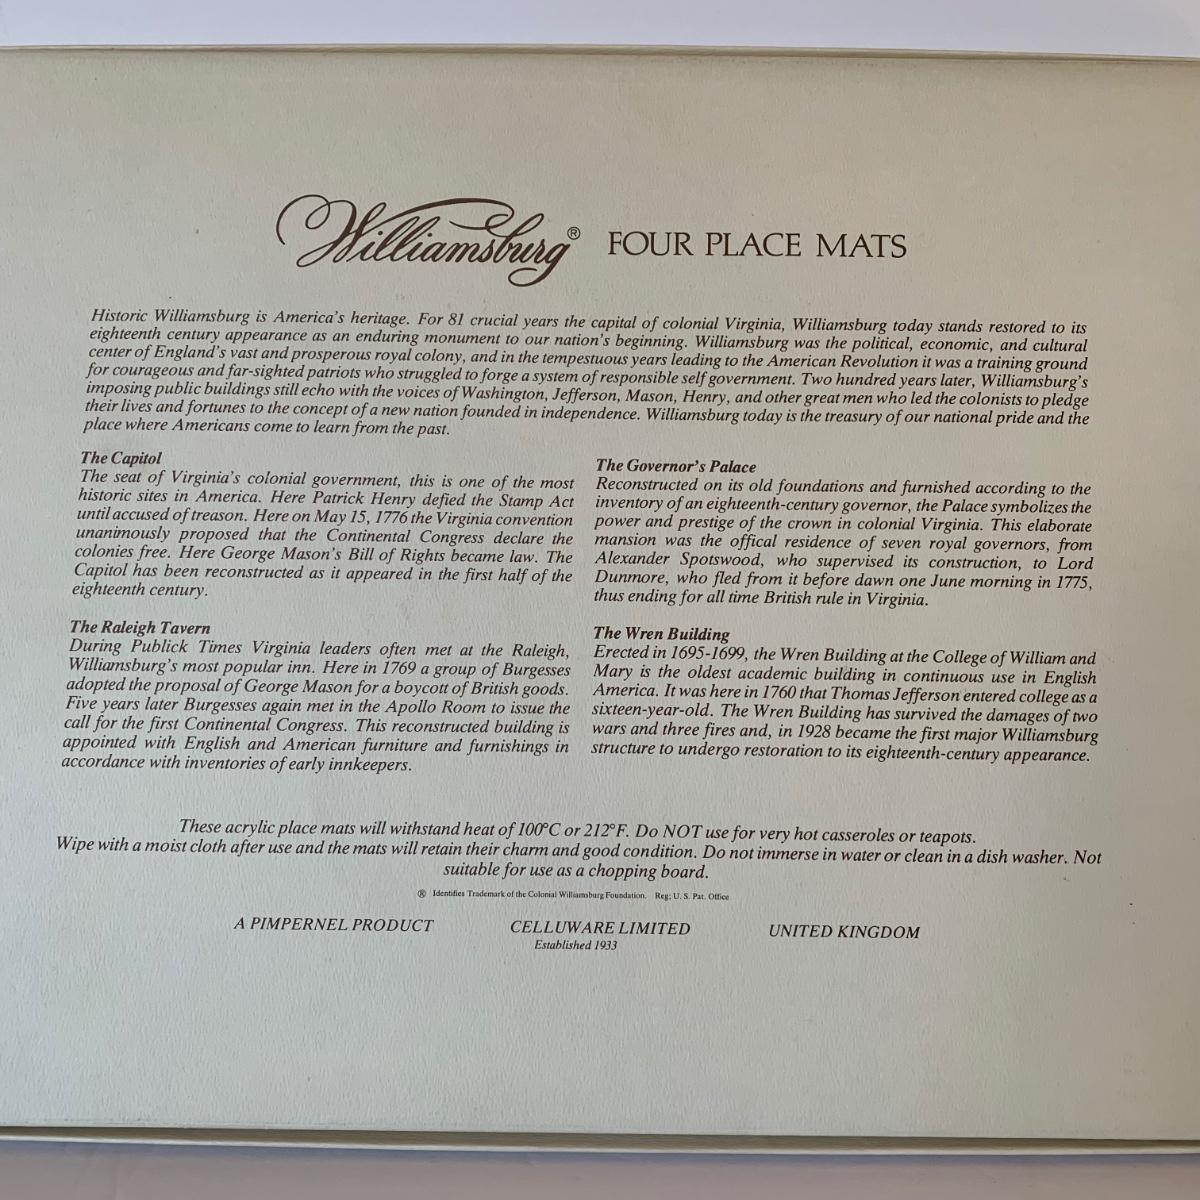 Williamsburg® FOUR PLACE MATS
Historic Williamsburg is America's heritage. For 81 crucial years the capital of colonial Virginia, Williamsburg today stands restored to its
eighteenth century appearance as an enduring monument to our nation's beginning. Williamsburg was the political, economic, and cultural
center of England's vast and prosperous royal colony, and in the tempestuous years leading to the American Revolution it was a training ground
for courageous and far-sighted patriots who struggled to forge a system of responsible self government. Two hundred years later, Williamsburg's
imposing public buildings still echo with the voices of Washington, Jefferson, Mason, Henry, and other great men who led the colonists to pledge
their lives and fortunes to the concept of a new nation founded in independence. Williamsburg today is the treasury of our national pride and the
place where Americans come to learn from the past.
The Capitol
The seat of Virginia's colonial government, this is one of the most
historic sites in America. Here Patrick Henry defied the Stamp Act
until accused of treason. Here on May 15, 1776 the Virginia convention
unanimously proposed that the Continental Congress declare the
colonies free. Here George Mason's Bill of Rights became law. The
Capitol has been reconstructed as it appeared in the first half of the
eighteenth century.
The Governor's Palace
Reconstructed on its old foundations and furnished according to the
inventory of an eighteenth-century governor, the Palace symbolizes the
power and prestige of the crown in colonial Virginia. This elaborate
mansion was the offical residence of seven royal governors, from
Alexander Spotswood, who supervised its construction, to Lord
Dunmore, who fled from it before dawn one June morning in 1775,
thus ending for all time British rule in Virginia.
The Raleigh Tavern
During Publick Times Virginia leaders often met at the Raleigh,
Williamsburg's most popular inn. Here in 1769 a group of Burgesses
adopted the proposal of George Mason for a boycott of British goods.
Five years later Burgesses again met in the Apollo Room to issue the
call for the first Continental Congress. This reconstructed building is
appointed with English and American furniture and furnishings in
accordance with inventories of early innkeepers.
The Wren Building
Erected in 1695-1699, the Wren Building at the College of William and
Mary is the oldest academic building in continuous use in English
America. It was here in 1760 that Thomas Jefferson entered college as a
sixteen-year-old. The Wren Building has survived the damages of two
wars and three fires and, in 1928 became the first major Williamsburg
structure to undergo restoration to its eighteenth-century appearance.
These acrylic place mats will withstand heat of 100°C or 212°F. Do NOT use for very hot casseroles or teapots.
Wipe with a moist cloth after use and the mats will retain their charm and good condition. Do not immerse in water or clean in a dish washer. Not
suitable for use as a chopping board.
® Identifies Trademark of the Colonial Williamsburg Foundation. Reg; U. S. Pat. Office
A PIMPERNEL PRODUCT CELLUWARE LIMITED UNITED KINGDOM
Established 1933